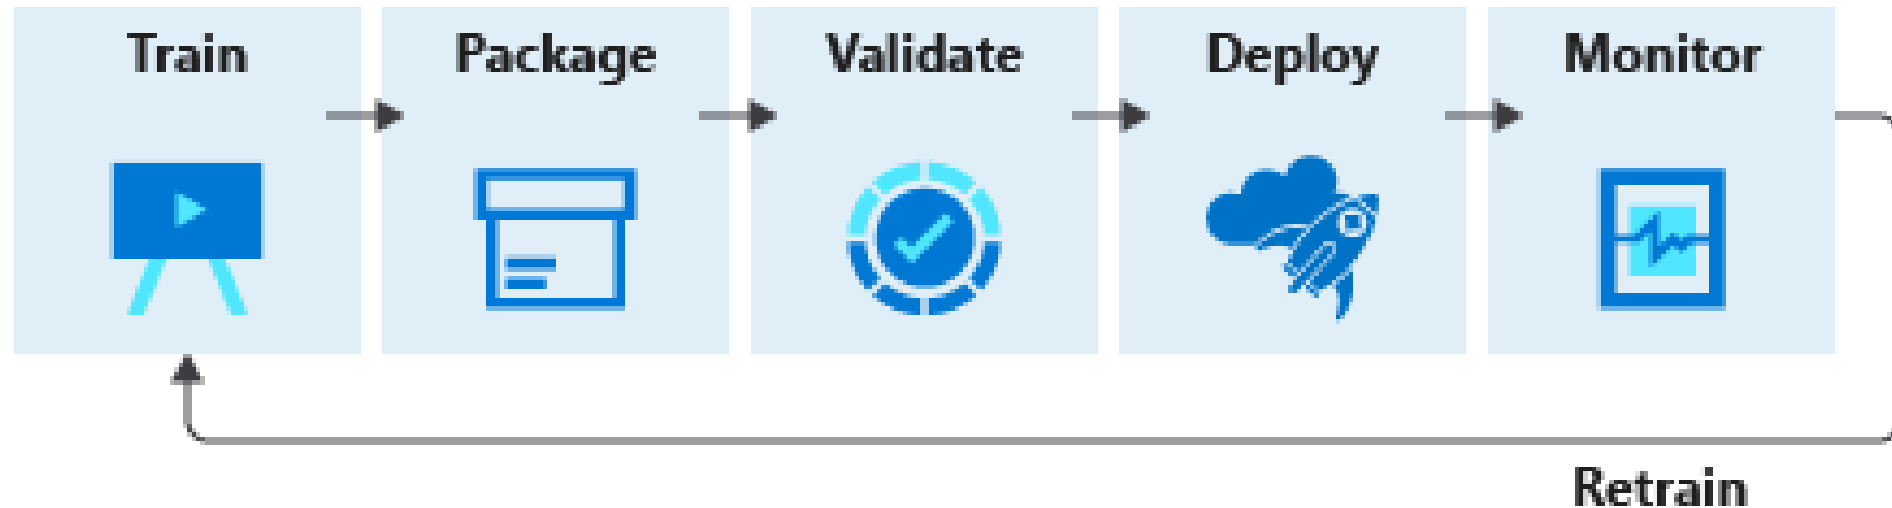 Train
Package
Validate
Deploy
Monitor
Retrain